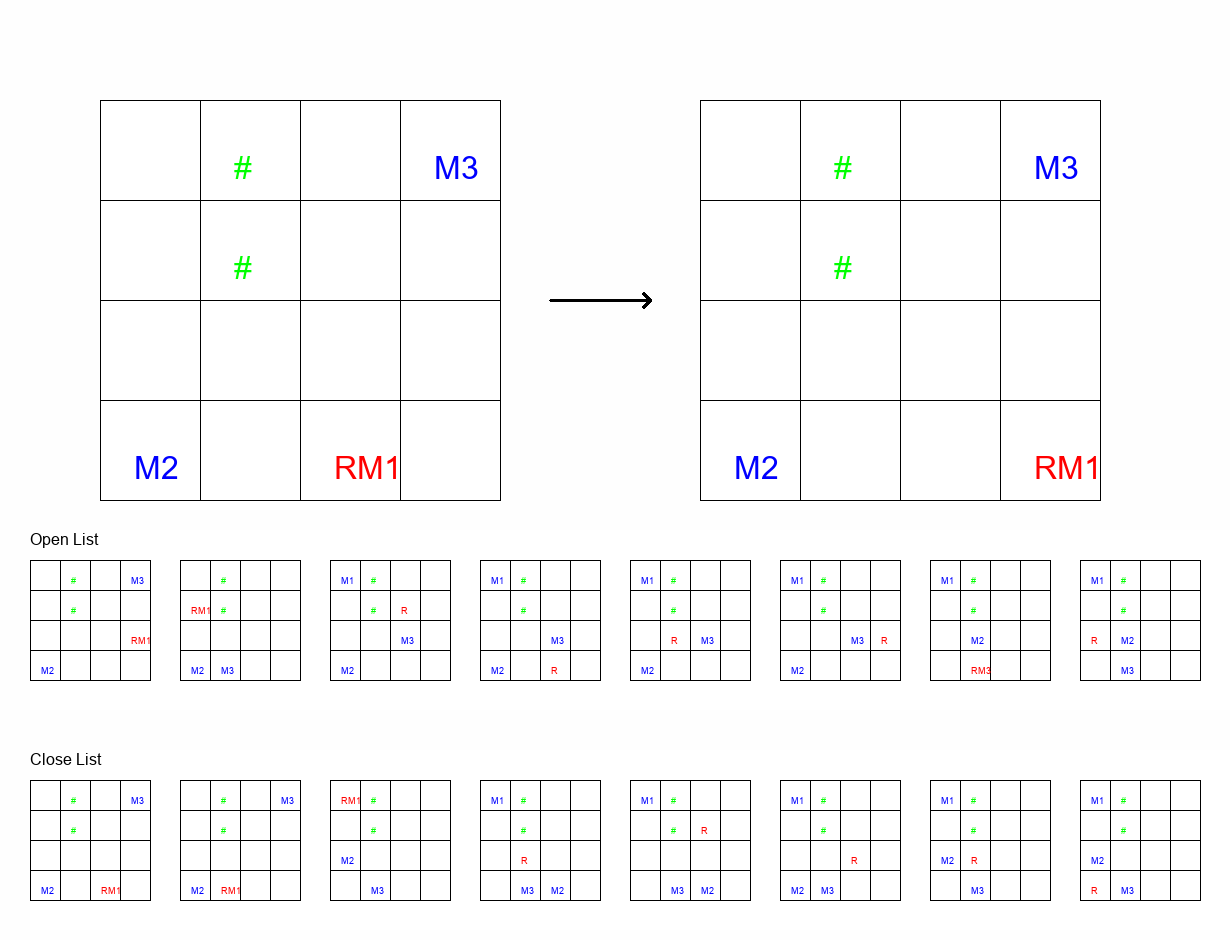 # M3 # M3
# #
M2 RM1 M2 RM1
Open List
# M3 # M1 # M1 # M1 # M1 # M1 # M1 #
# RM1 # # R # # # # #
RM1 M3 M3 R M3 M3 R M2 R M2
M2 M2 M3 M2 M2 R M2 M2 RM3 M3
Close List
# M3 # M3 RM1 # M1 # M1 # M1 # M1 # M1 #
# # # # # R # # #
M2 R R M2 R M2
M2 RM1 M2 RM1 M3 M3 M2 M3 M2 M2 M3 M3 R M3